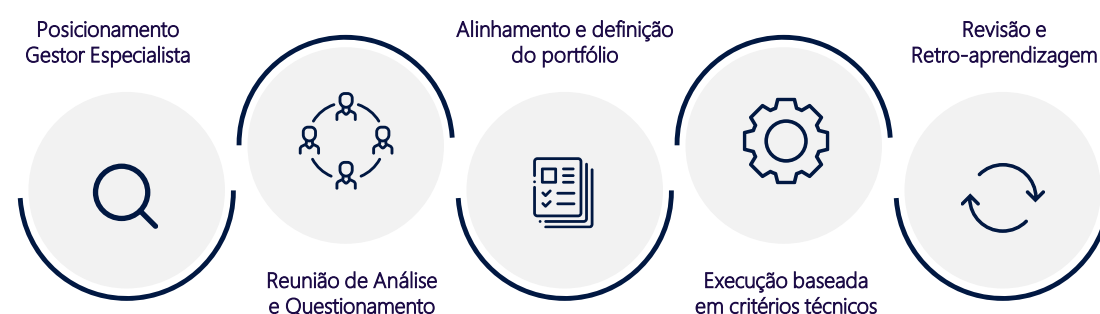 Posicionamento
Gestor Especialista
Reunião de Análise
e Questionamento
Alinhamento e definição
do portfólio
Execução baseada
em critérios técnicos
Revisão e
Retro-aprendizagem